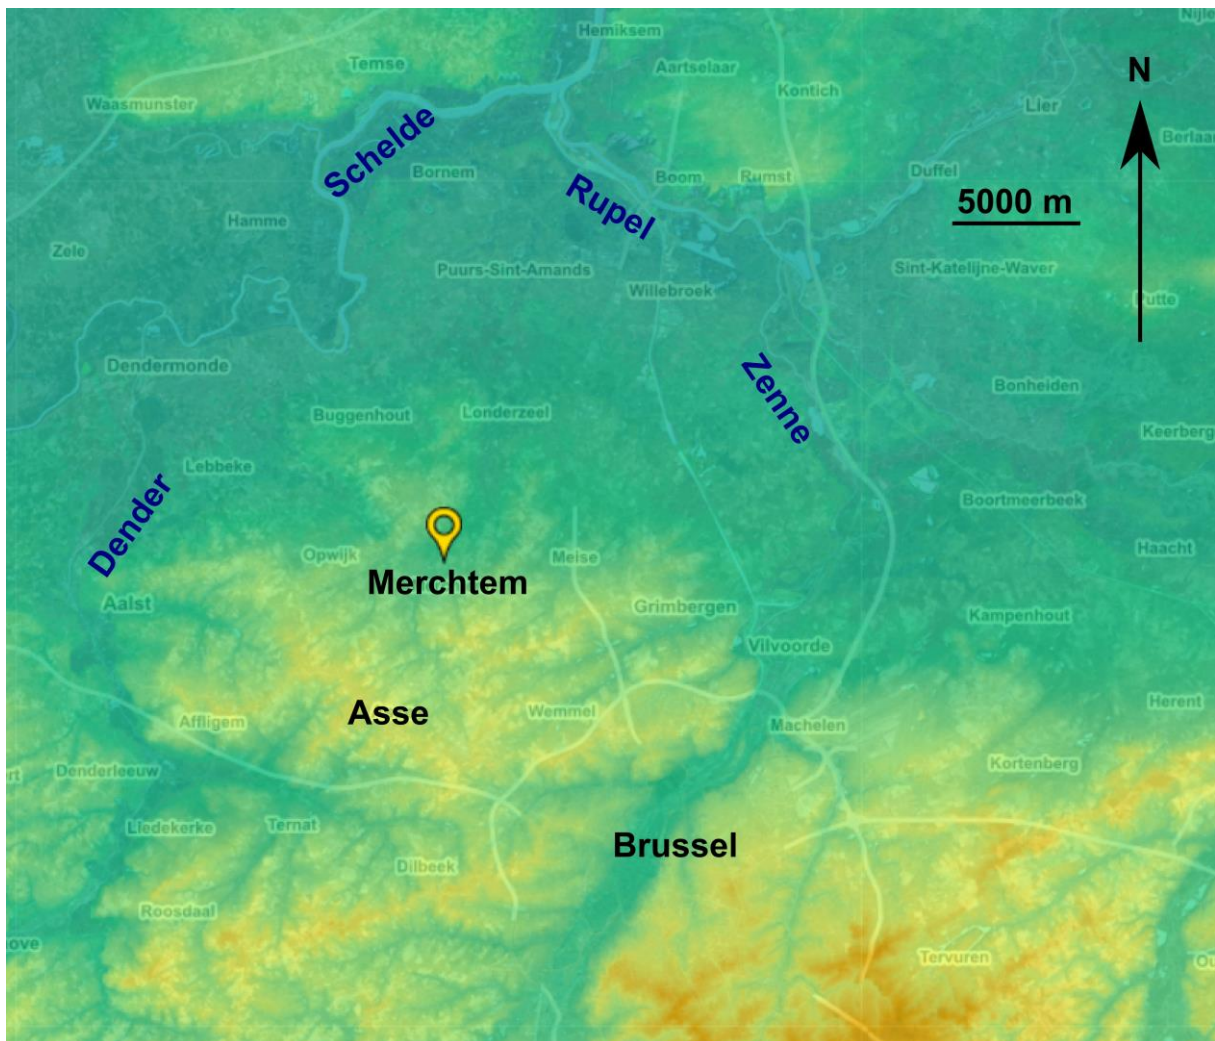 Hemiksem
Temse
Aartselaar
N
Kontich
Waasmunster
Lier
Schelde
Bornem
Boom
Rumst
Duffel
Rupel
5000 m
Hamme
Zele
Puurs-Sint-Amands
Sint-Katelijne-Waver
Willebroek
Putte
Dendermonde
Zenne
Bonheiden
Buggenhout
Londerzeel
Keerberg
Lebbeke
Boortmeerbeek
Dender
Opwijk
Meise
Haacht
Merchtem
Aalst
Grimbergen
Kampenhout
Vilvoorde
Asse
Wemmel
Herent
Affligem
Machelen
Denderleeuw
Kortenberg
Liedekerke
Ternat
Brussel
Dilbeek
Roosdaal
Tervuren